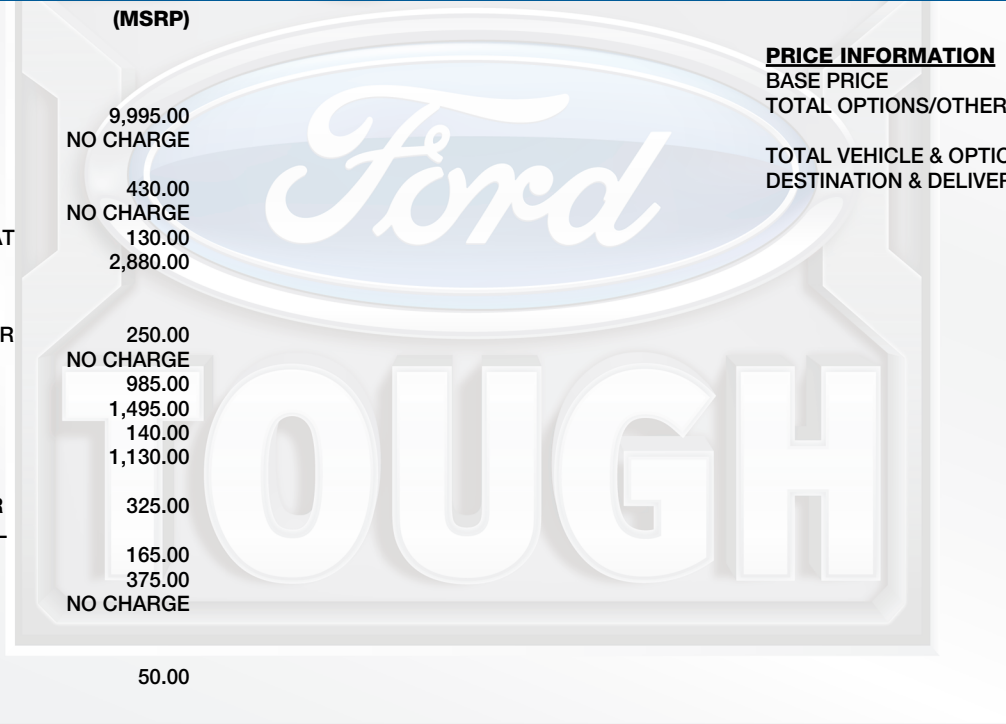 (MSRP)
9,995.00
NO CHARGE
430.00
NO CHARGE
AT 130.00
2,880.00
R 250.00
NO CHARGE
985.00
1,495.00
140.00
1,130.00
R 325.00
165.00
375.00
NO CHARGE
50.00
PRICE INFORMATION
BASE PRICE
TOTAL OPTIONS/OTHER
TOTAL VEHICLE & OPTIO
DESTINATION & DELIVER
Ford
TOUGH